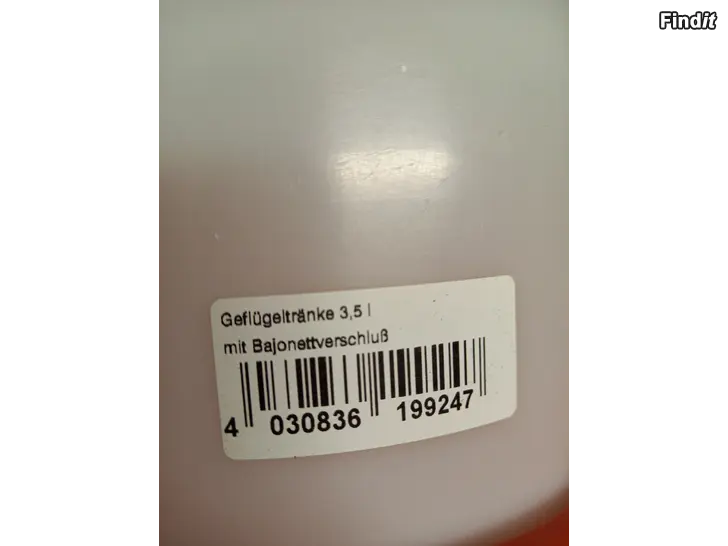 Findit
Geflügeltränke 3,5 l
mit Bajonettverschluß
4 030836 199247